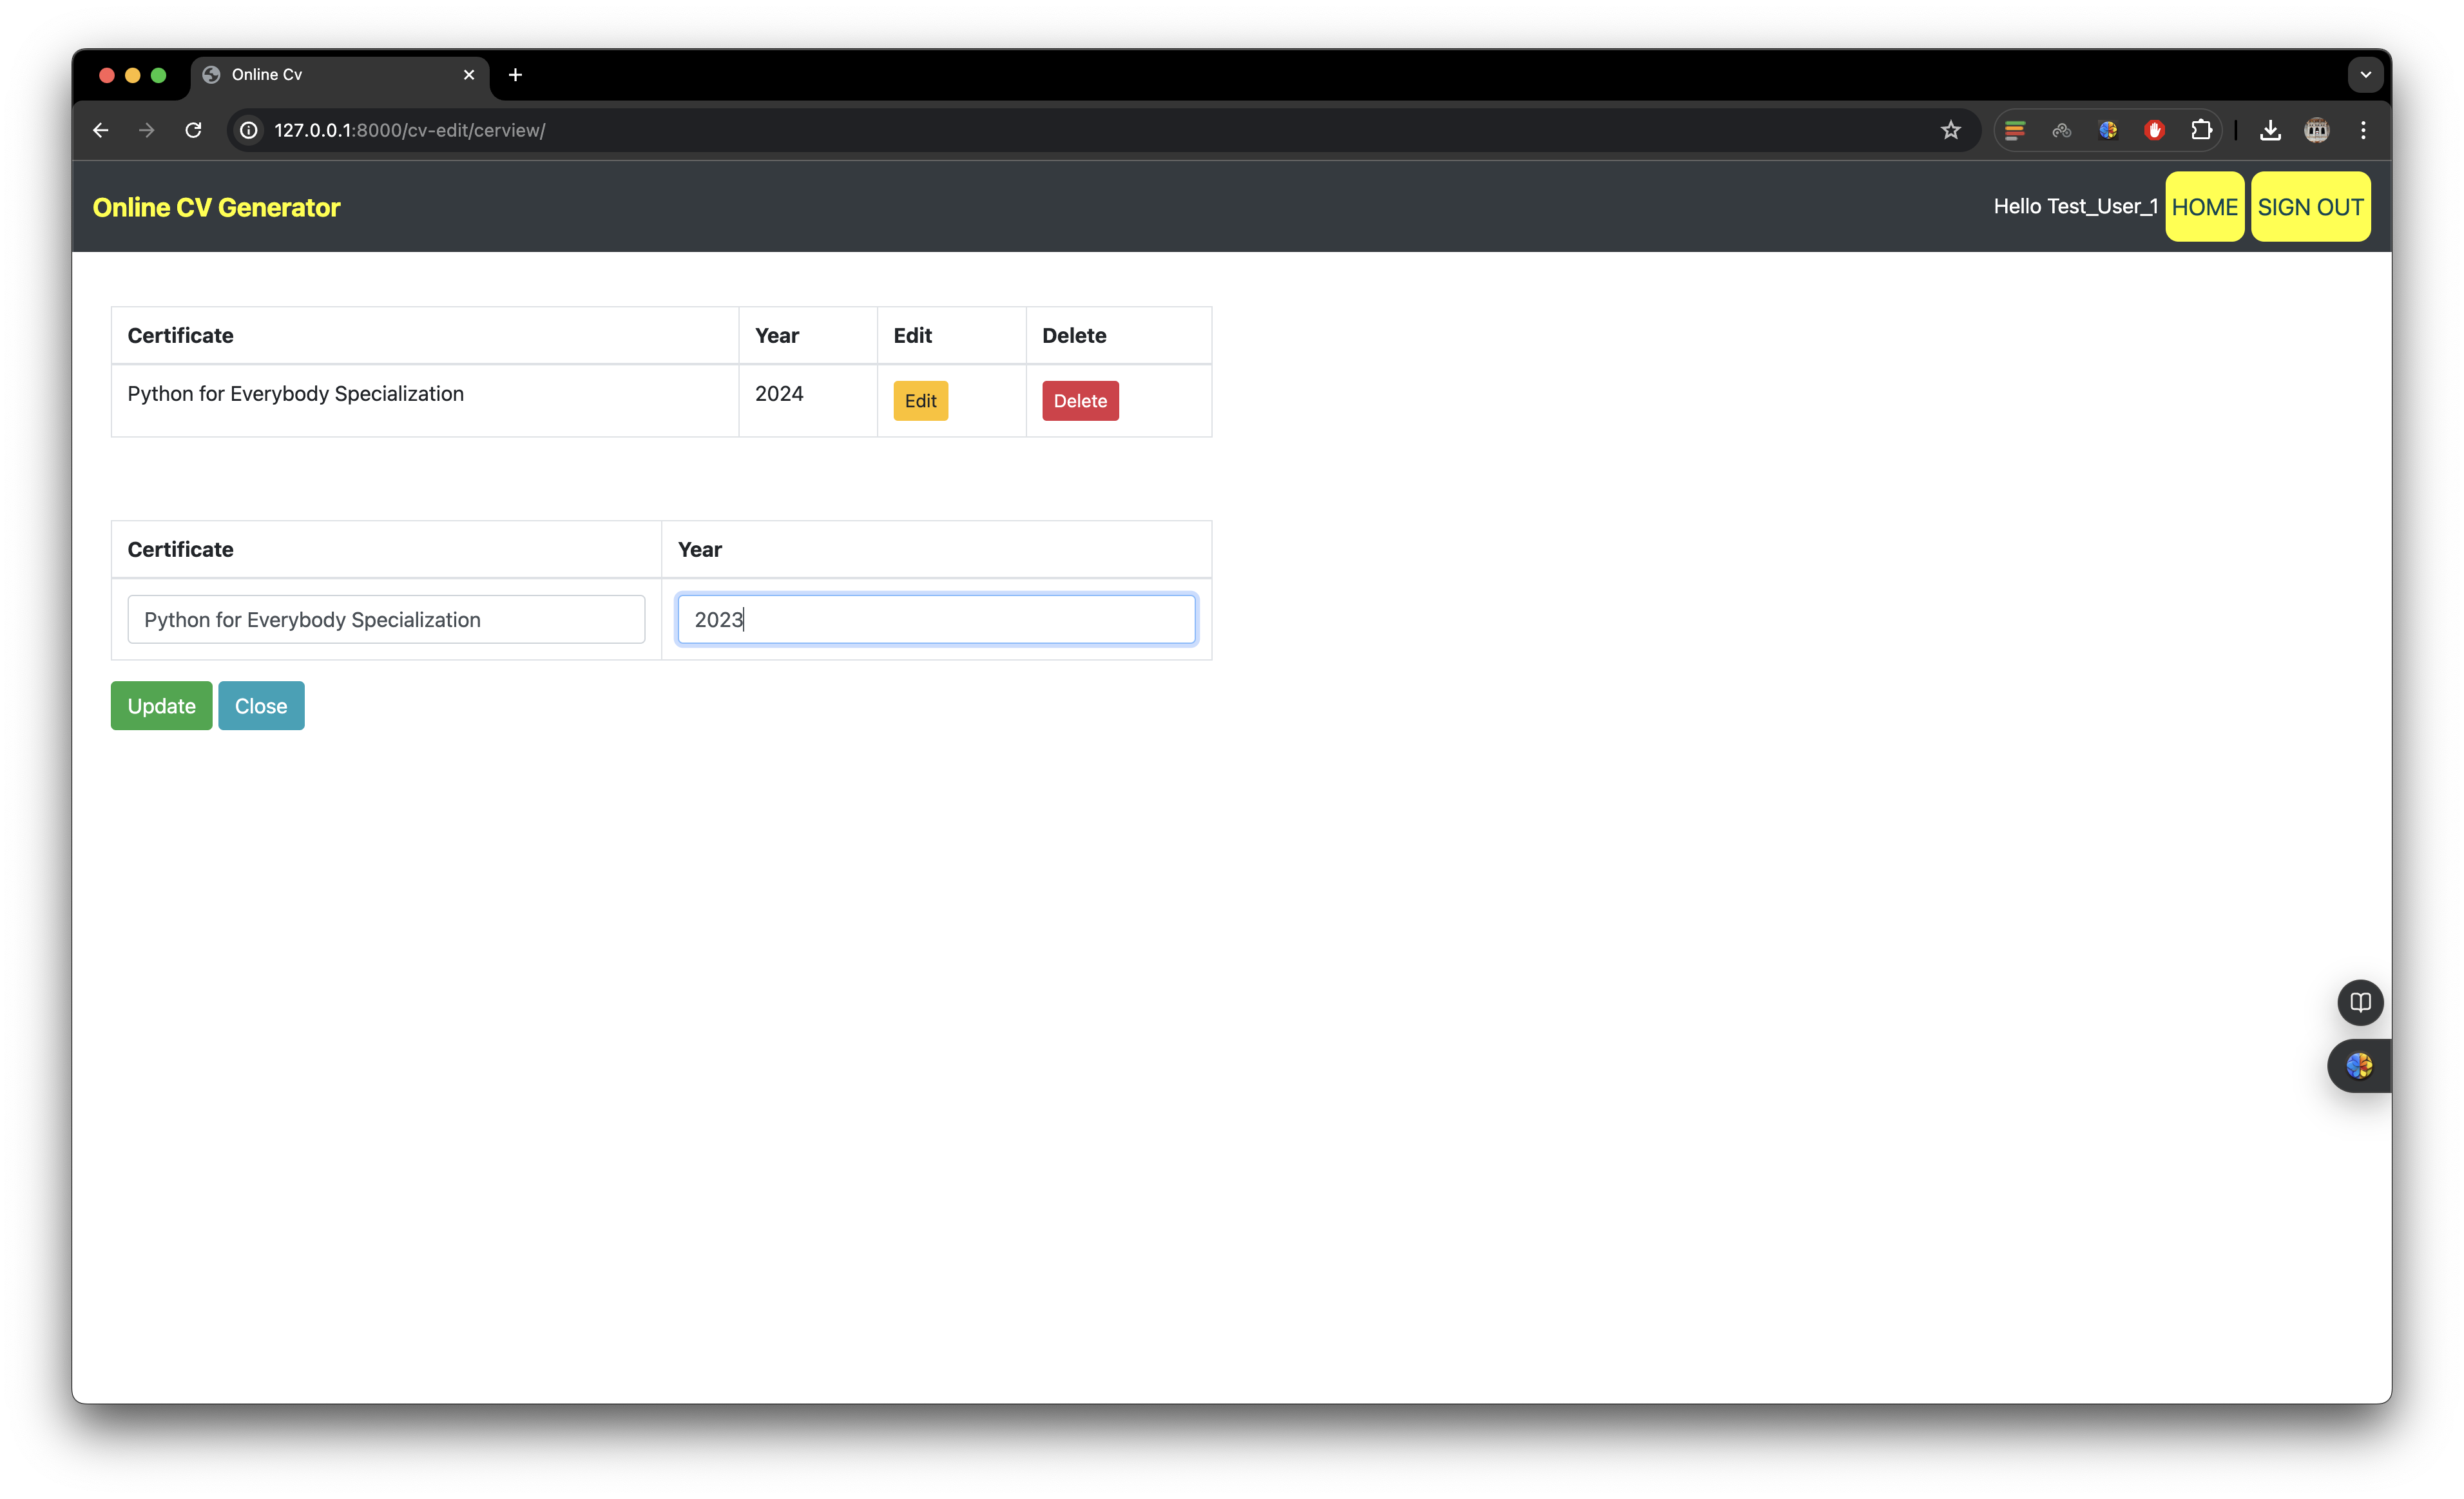 Online Cv
127.0.0.1:8000/cv-edit/cerview/
Online CV Generator
Hello Test_User_1 HOME SIGN OUT
Certificate Year Edit Delete
Python for Everybody Specialization 2024 Edit Delete
Certificate Year
Python for Everybody Specialization 2023
Update Close